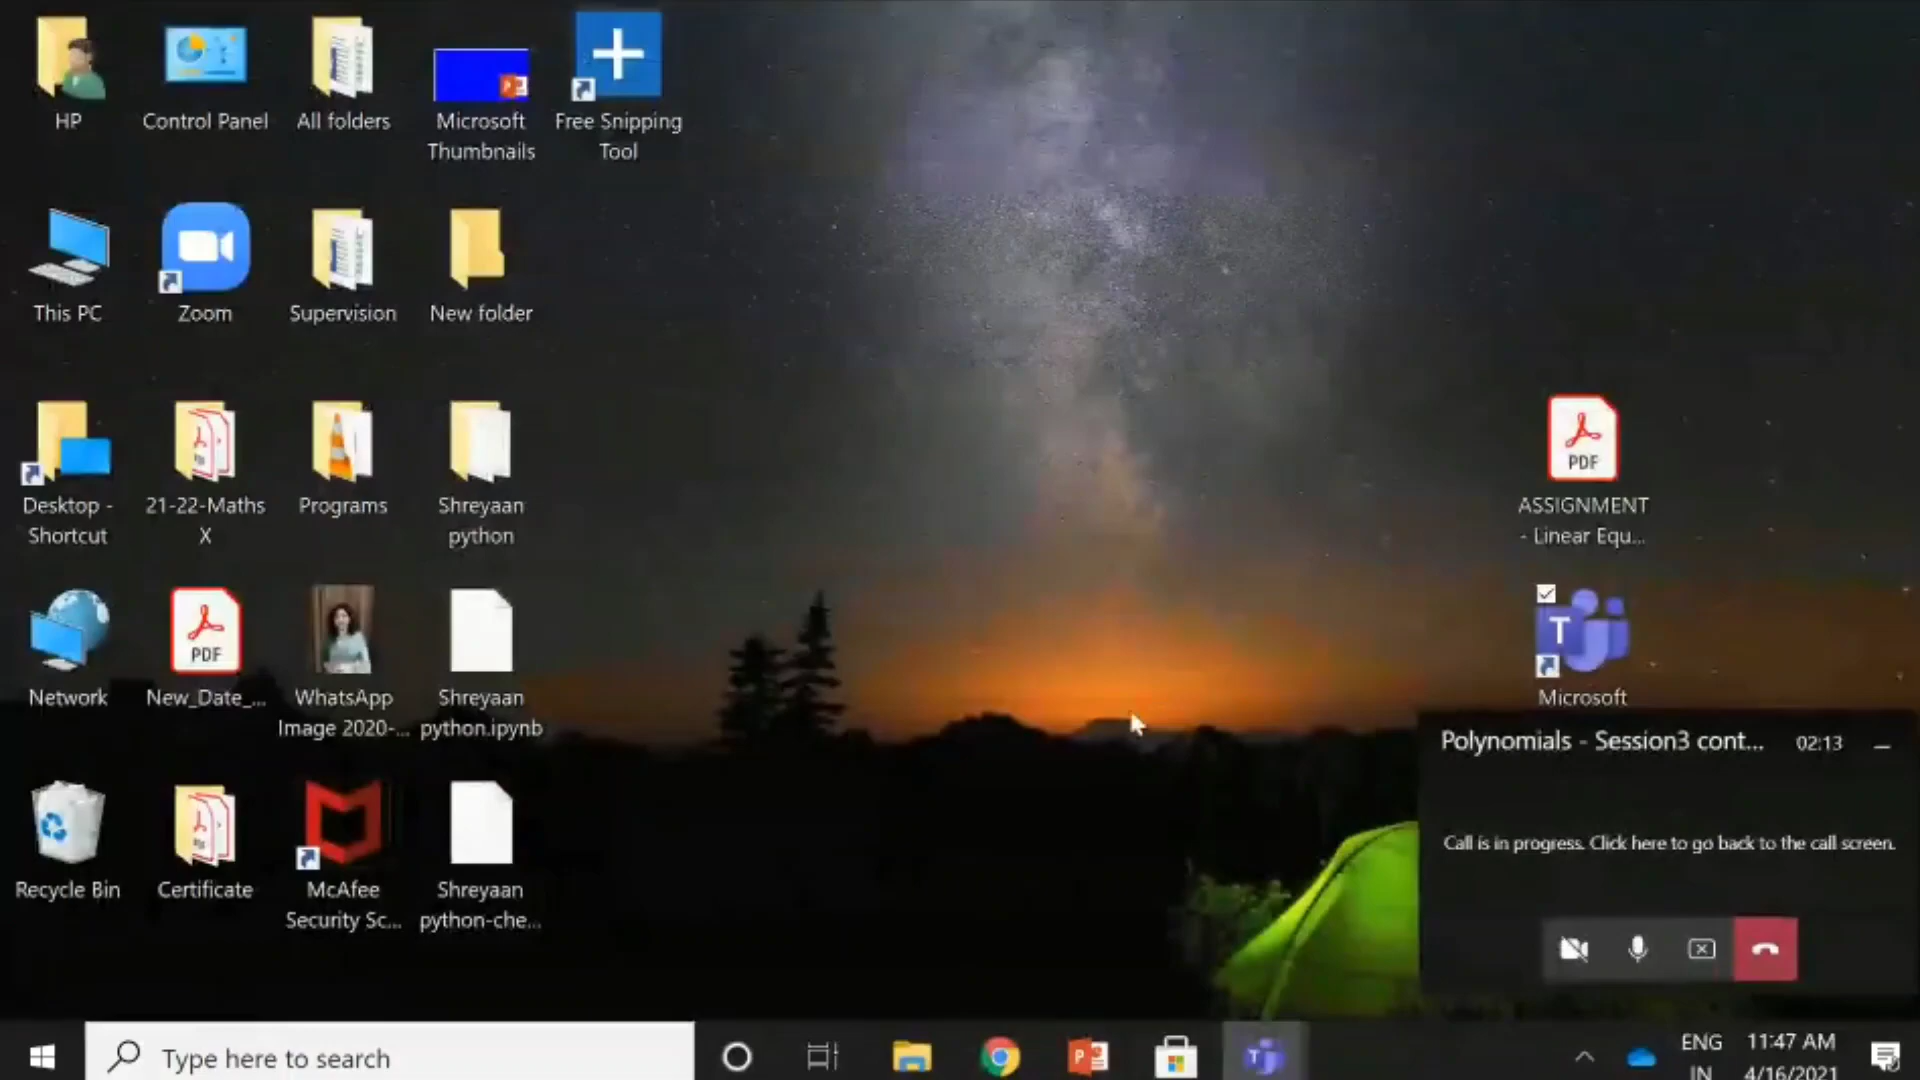 HP
Control Panel
All folders
Microsoft
Thumbnails
Free Snipping
Tool
This PC
Zoom
Supervision
New folder
Desktop -
Shortcut
21-22-Maths
X
Programs
Shreyaan
python
PDF
ASSIGNMENT
- Linear Equ...
Network
PDF
New_Date_...
WhatsApp
Image 2020-...
Shreyaan
python.ipynb
T
Microsoft
Recycle Bin
Certificate
McAfee
Security Sc...
Shreyaan
python-che...
Polynomials - Session3 cont... 02:13
Call is in progress. Click here to go back to the call screen.
Type here to search
ENG
IN
11:47 AM
4/16/2021